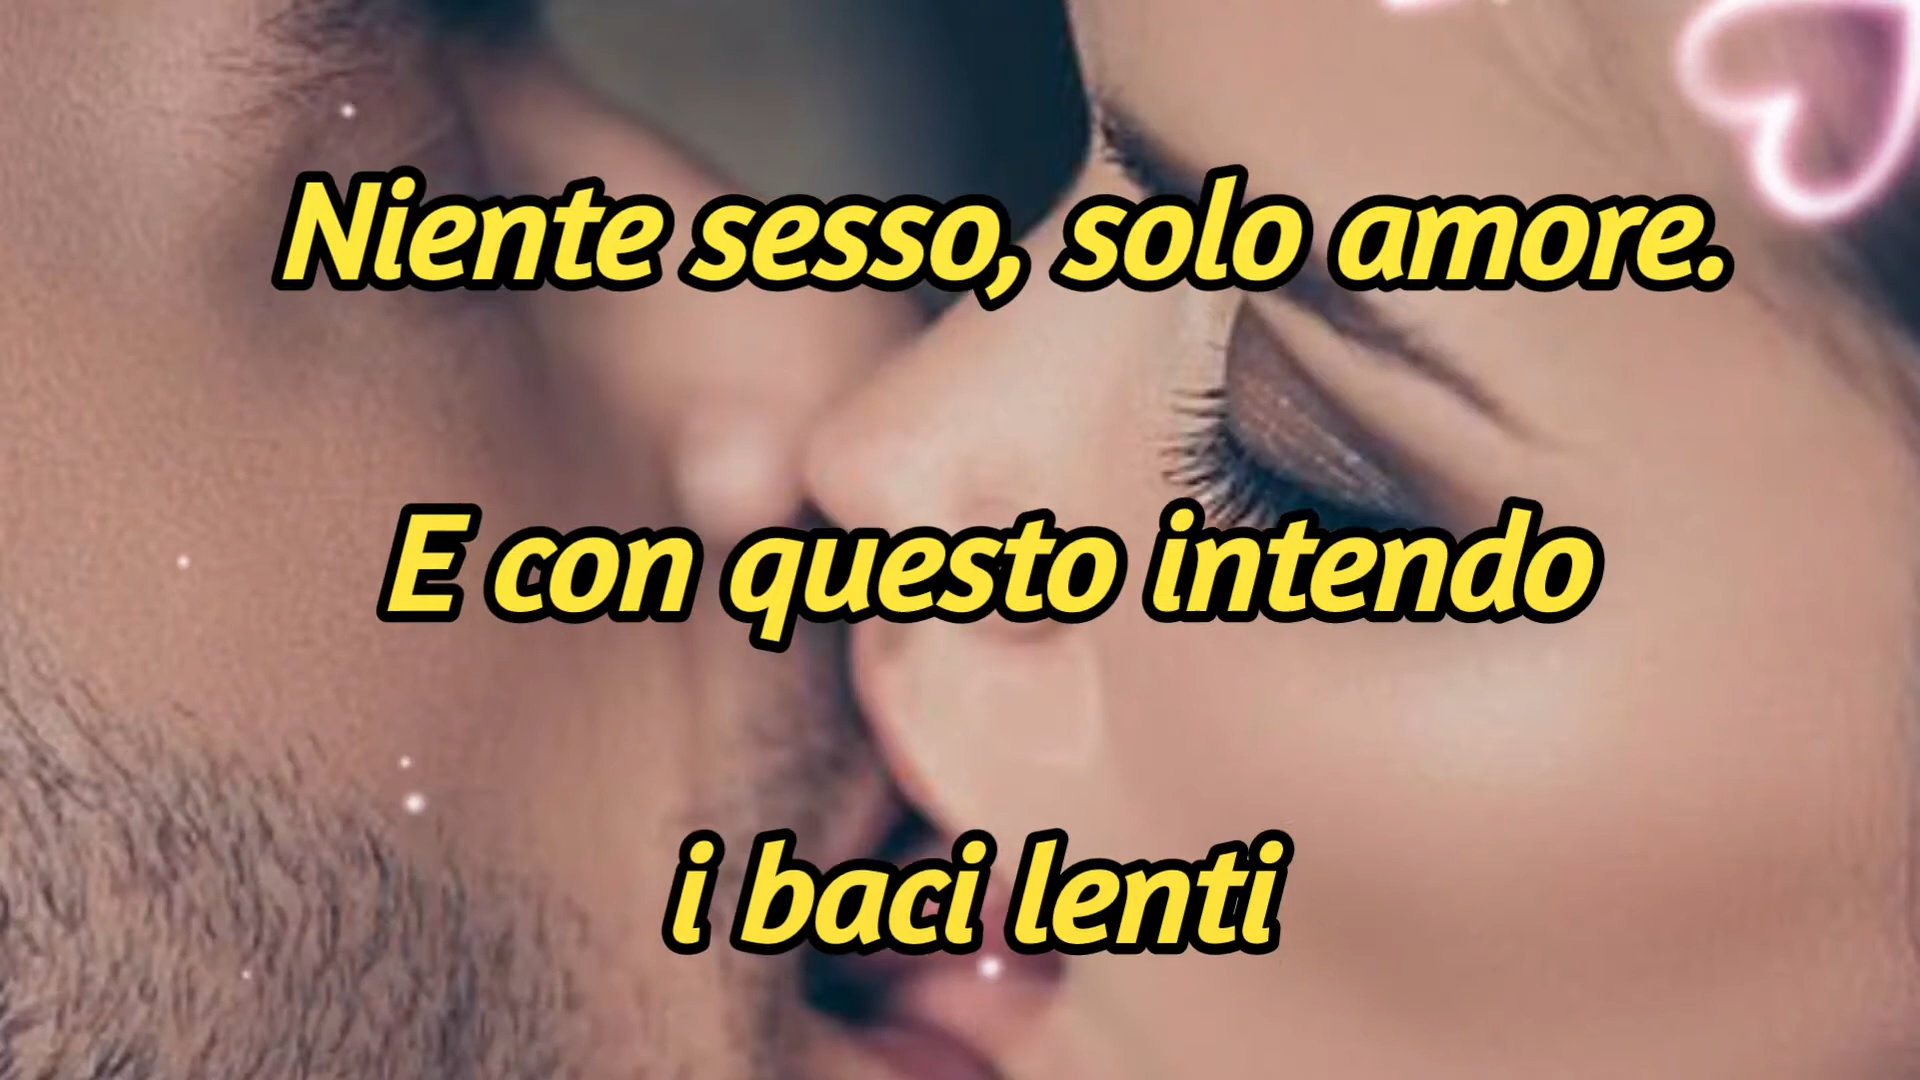 Niente sesso, solo amore.
E con questo intendo
i baci lenti